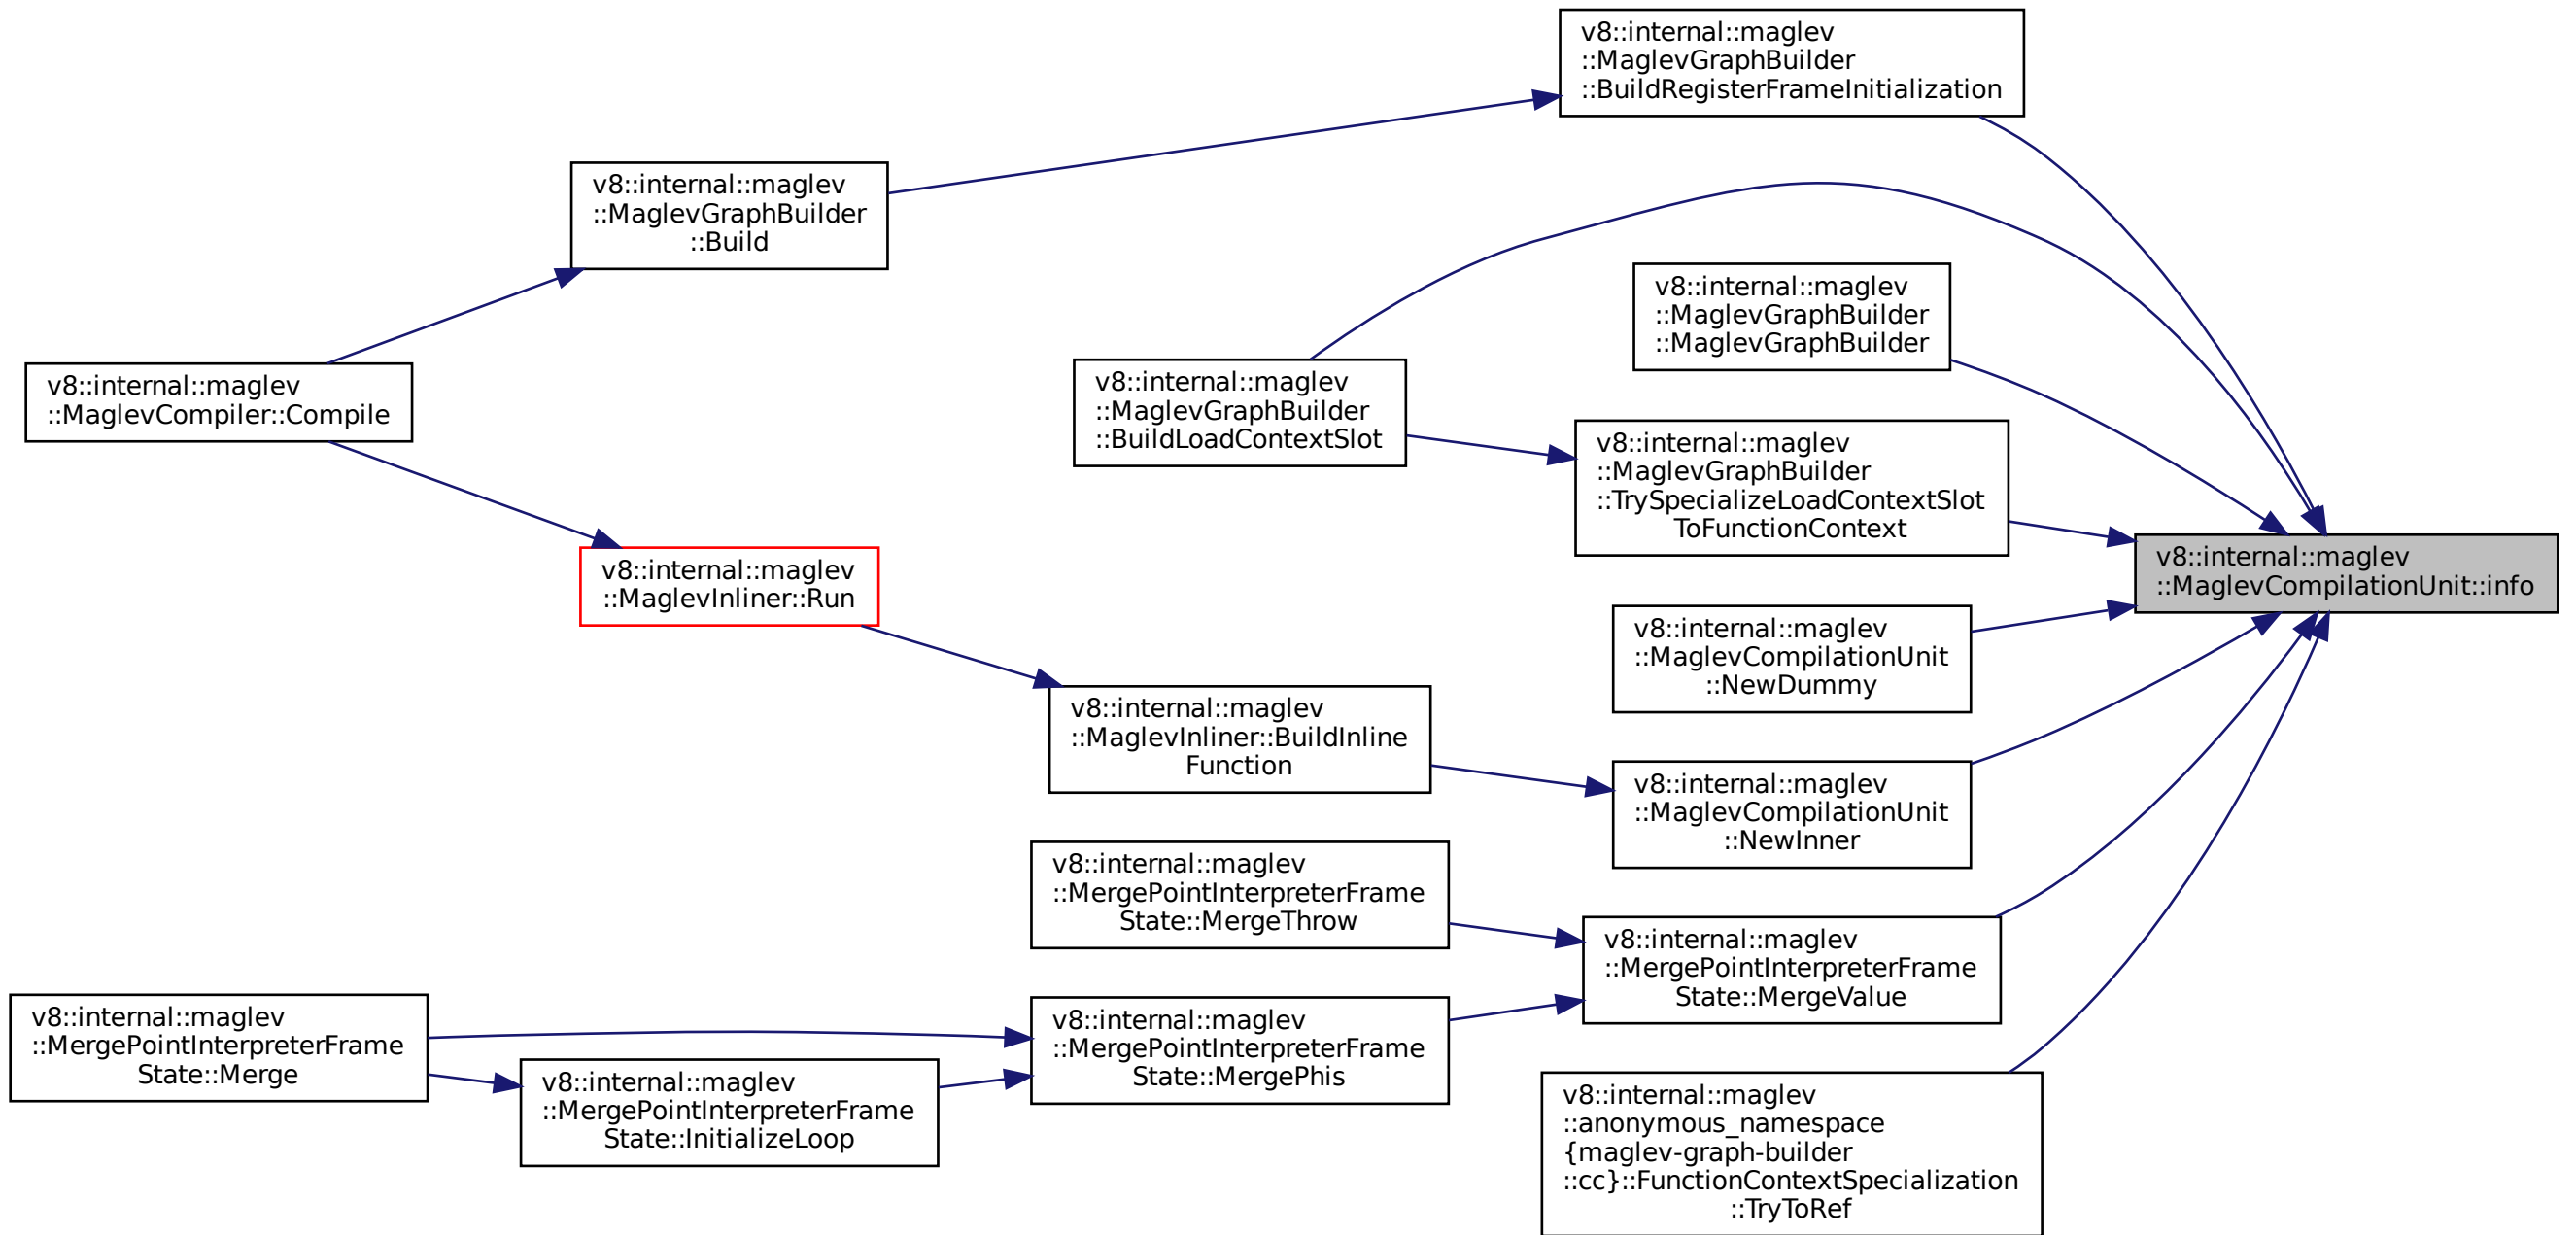 v8::internal::maglev
::MaglevGraphBuilder
::BuildRegisterFrameInitialization
v8::internal::maglev
::MaglevGraphBuilder
::Build
v8::internal::maglev
::MaglevGraphBuilder
::MaglevGraphBuilder
v8::internal::maglev
::MaglevCompiler::Compile
v8::internal::maglev
::MaglevGraphBuilder
::BuildLoadContextSlot
v8::internal::maglev
::MaglevGraphBuilder
::TrySpecializeLoadContextSlot
ToFunctionContext
v8::internal::maglev
::MaglevCompilationUnit::info
v8::internal::maglev
::MaglevInliner::Run
v8::internal::maglev
::MaglevCompilationUnit
::NewDummy
v8::internal::maglev
::MaglevInliner::BuildInline
Function
v8::internal::maglev
::MaglevCompilationUnit
::NewInner
v8::internal::maglev
::MergePointInterpreterFrame
State::MergeThrow
v8::internal::maglev
::MergePointInterpreterFrame
State::MergeValue
v8::internal::maglev
::MergePointInterpreterFrame
State::Merge
v8::internal::maglev
::MergePointInterpreterFrame
State::MergePhis
v8::internal::maglev
::MergePointInterpreterFrame
State::InitializeLoop
v8::internal::maglev
::anonymous_namespace
{maglev-graph-builder
::cc}::FunctionContextSpecialization
::TryToRef